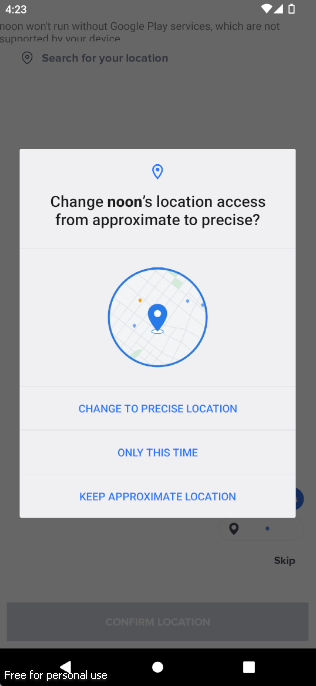 4:23
noon won't run without Google Play services, which are not
supported by your device.
Search for your location
Change noon's location access
from approximate to precise?
CHANGE TO PRECISE LOCATION
ONLY THIS TIME
KEEP APPROXIMATE LOCATION
Skip
CONFIRM LOCATION
Free for personal use